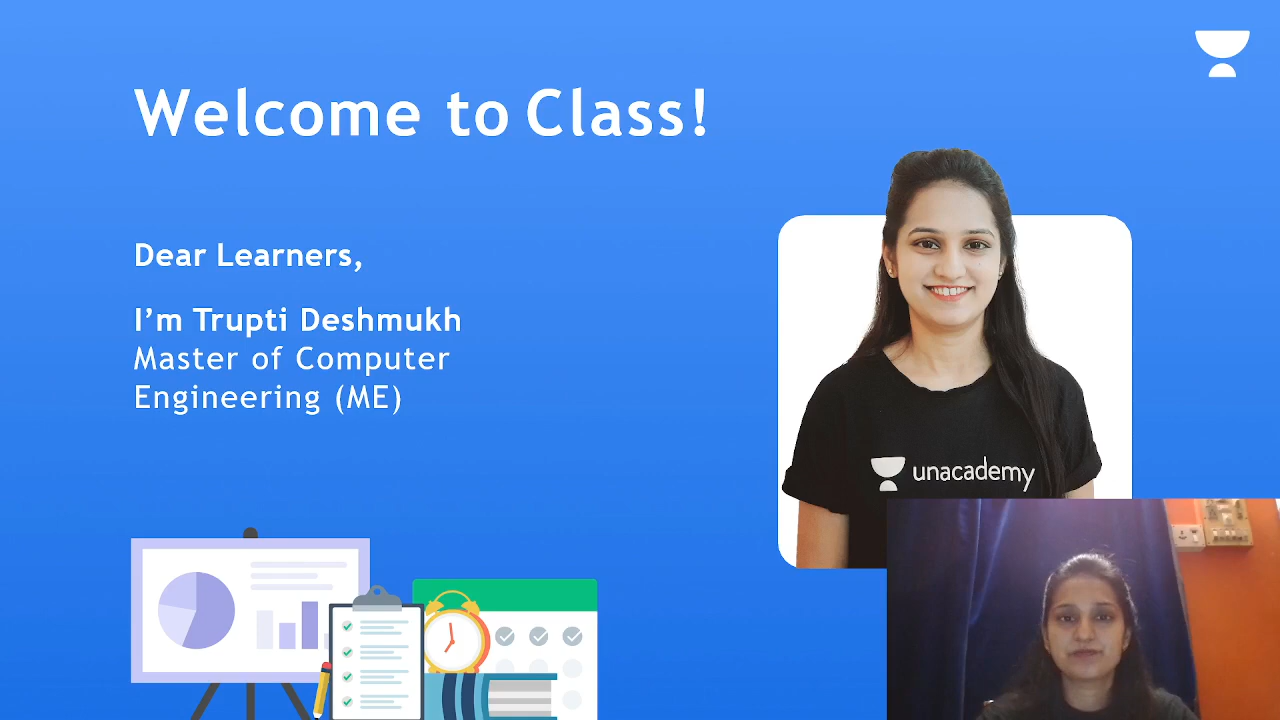 Welcome to Class!
Dear Learners,
I’m Trupti Deshmukh
Master of Computer
Engineering (ME)
unacademy